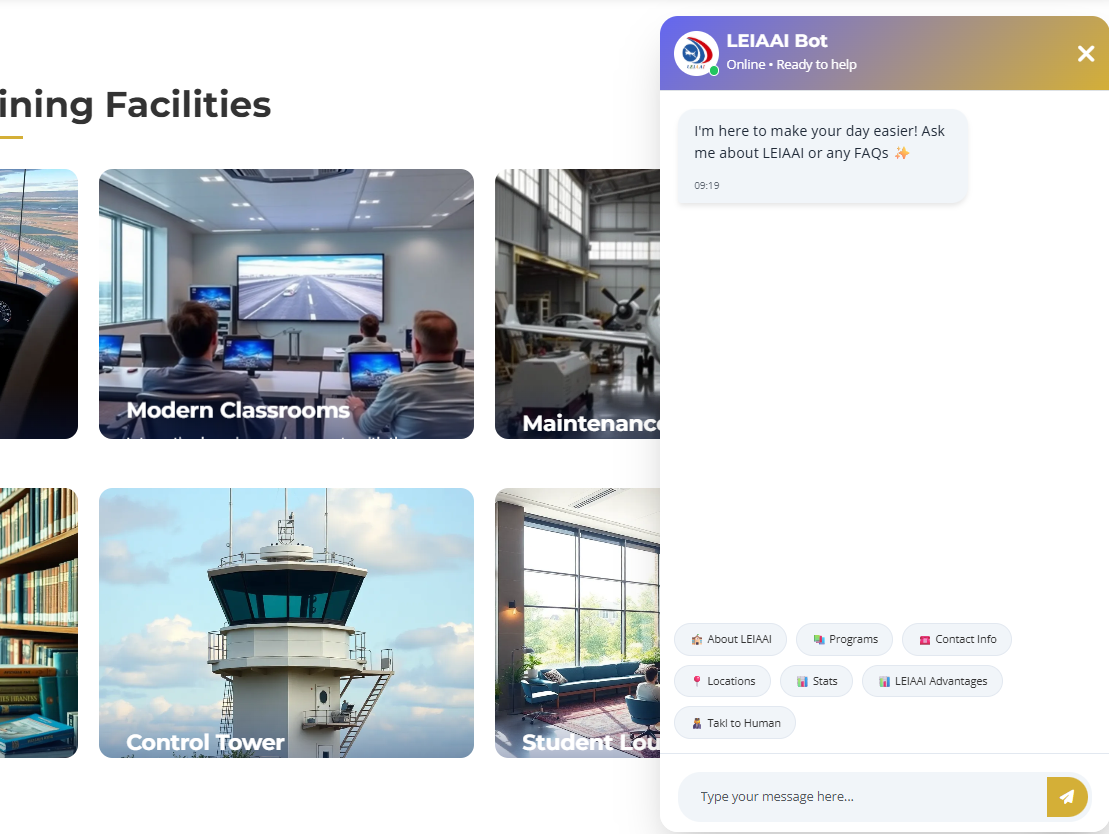 ining Facilities
Modern Classrooms
Maintenanc
Control Tower
Student Lou
LEIAAI Bot
Online • Ready to help
I'm here to make your day easier! Ask
me about LEIAAI or any FAQs ✨
09:19
About LEIAAI
Programs
Contact Info
Locations
Stats
LEIAAI Advantages
Takl to Human
Type your message here...